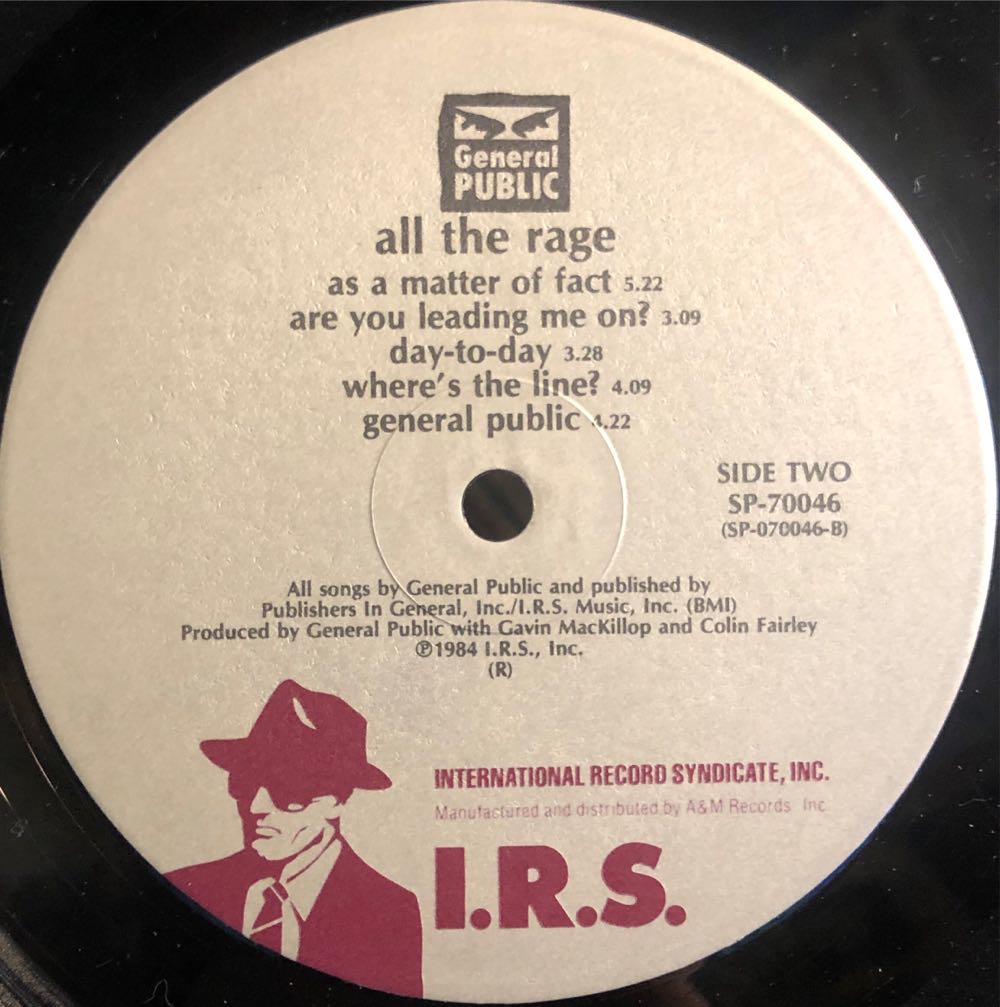 General
PUBLIC
all the rage
as a matter of fact 5.22
are you leading me on? 3.09
day-to-day 3.28
where's the line? 4.09
general public 4.22
SIDE TWO
SP-70046
(SP-070046-B)
All songs by General Public and published by
Publishers In General, Inc./I.R.S. Music, Inc. (BMI)
Produced by General Public with Gavin MacKillop and Colin Fairley
℗1984 I.R.S., Inc.
(R)
INTERNATIONAL RECORD SYNDICATE, INC.
Manufactured and distributed by A&M Records Inc
I.R.S.